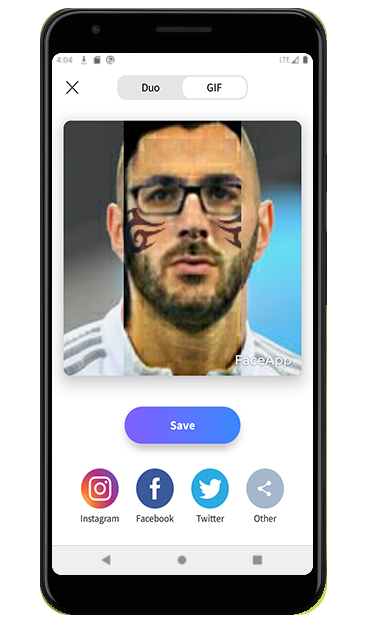 4:04
LTE
Duo
GIF
FaceApp
Save
Instagram
Facebook
Twitter
Other